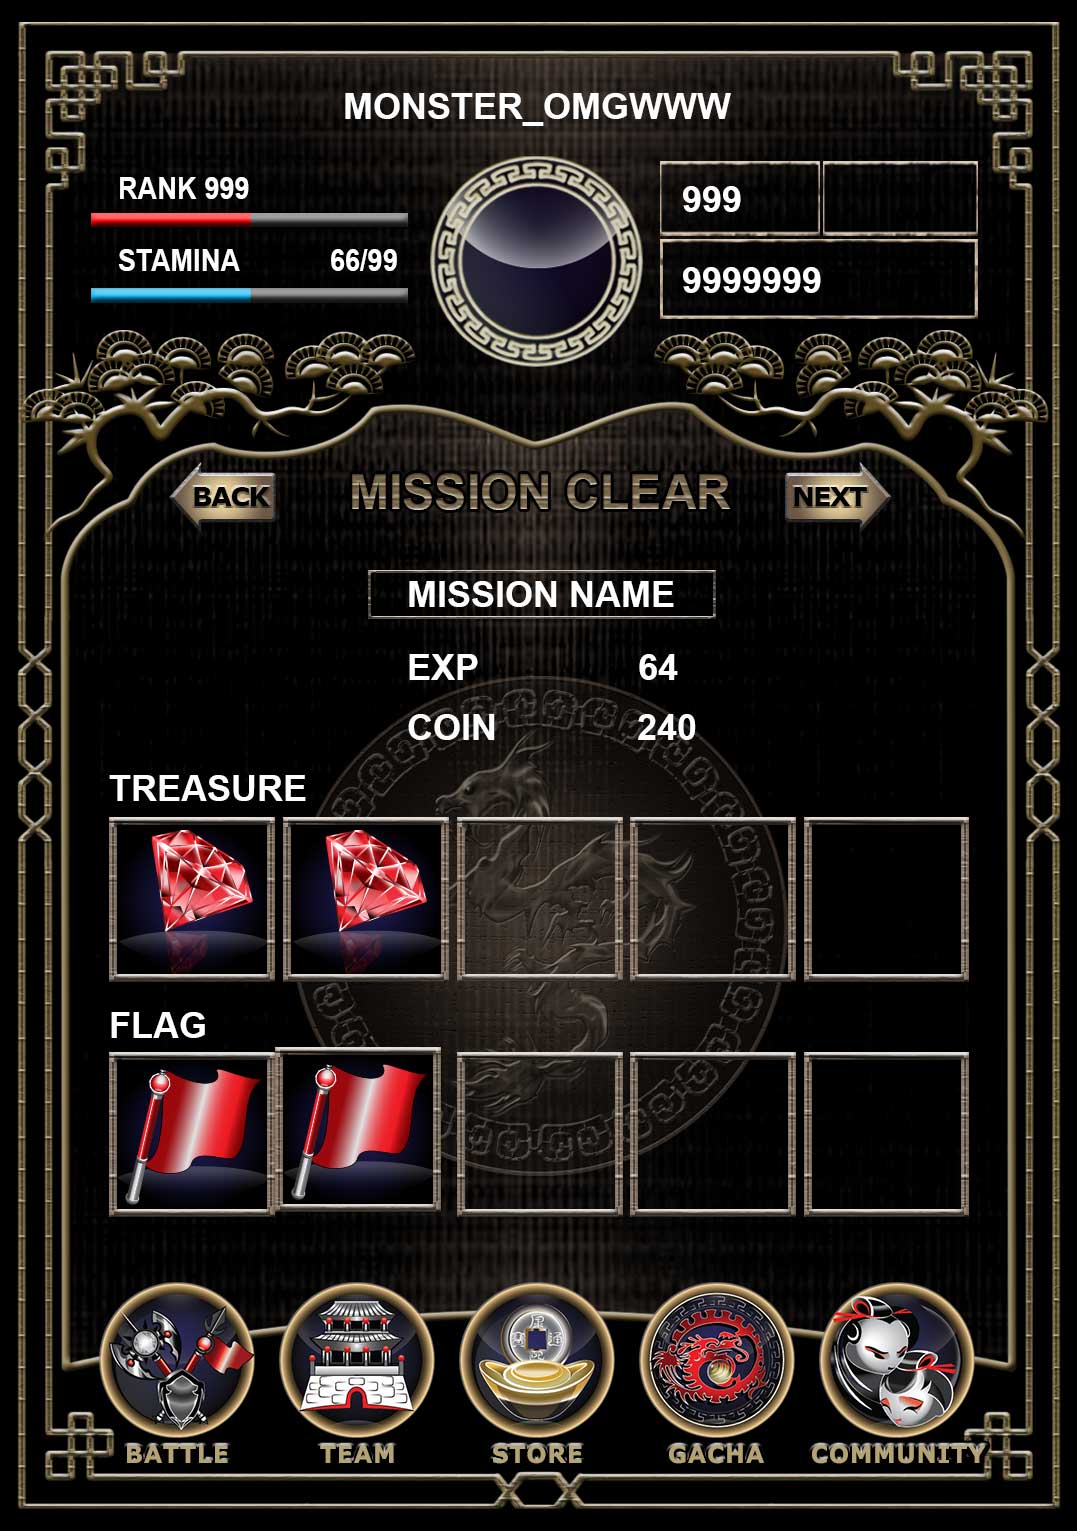 MONSTER_OMGWWW
RANK 999
STAMINA 66/99
999
9999999
BACK
MISSION CLEAR
NEXT
MISSION NAME
EXP 64
COIN 240
TREASURE
FLAG
BATTLE
TEAM
STORE
GACHA
COMMUNITY